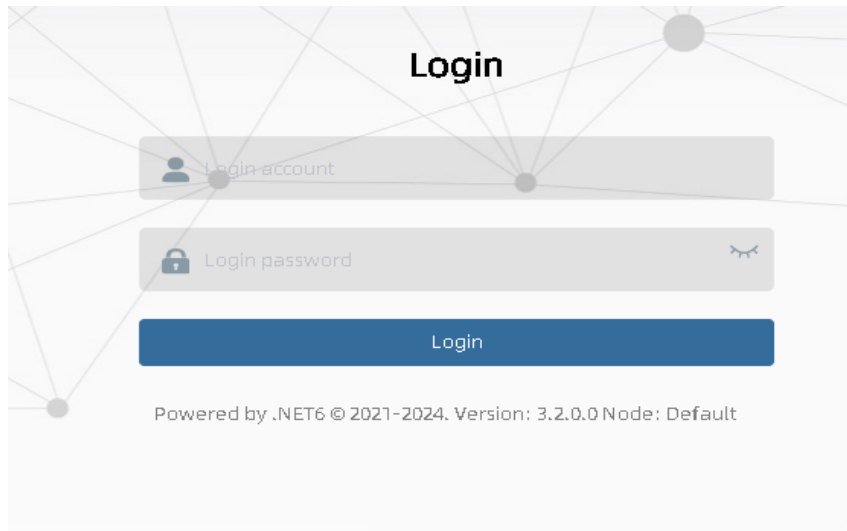 Login
Login account
Login password
Login
Powered by .NET6 © 2021-2024. Version: 3.2.0.0 Node: Default